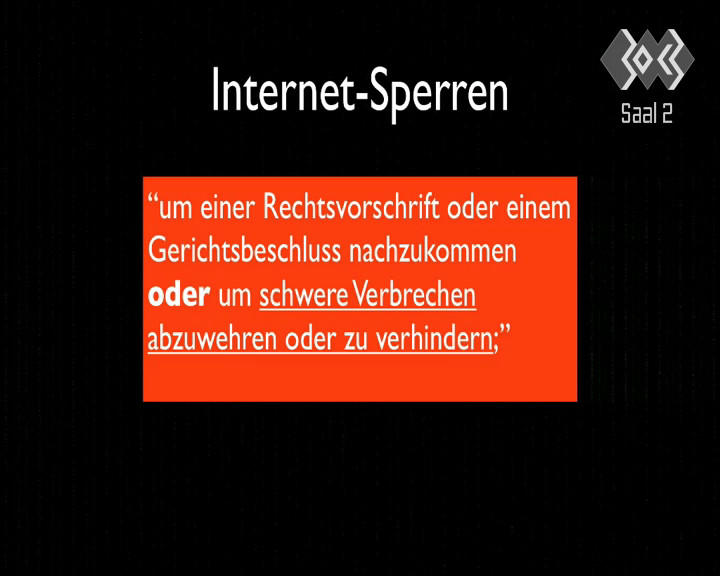 Internet-Sperren
Saal 2
“um einer Rechtsvorschrift oder einem
Gerichtsbeschluss nachzukommen
oder um schwere Verbrechen
abzuwehren oder zu verhindern;”